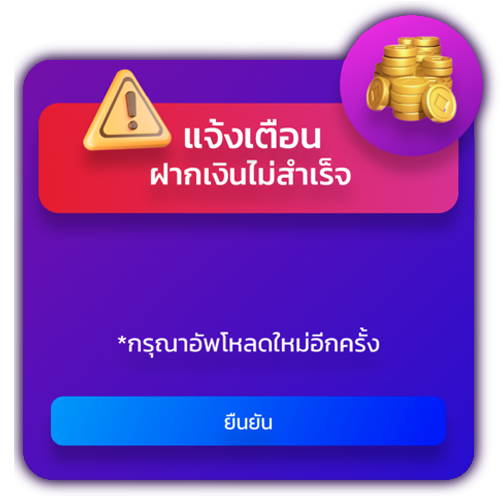 แจ้งเตือน
ฝากเงินไม่สำเร็จ
*กรุณาอัพโหลดใหม่อีกครั้ง
ยืนยัน